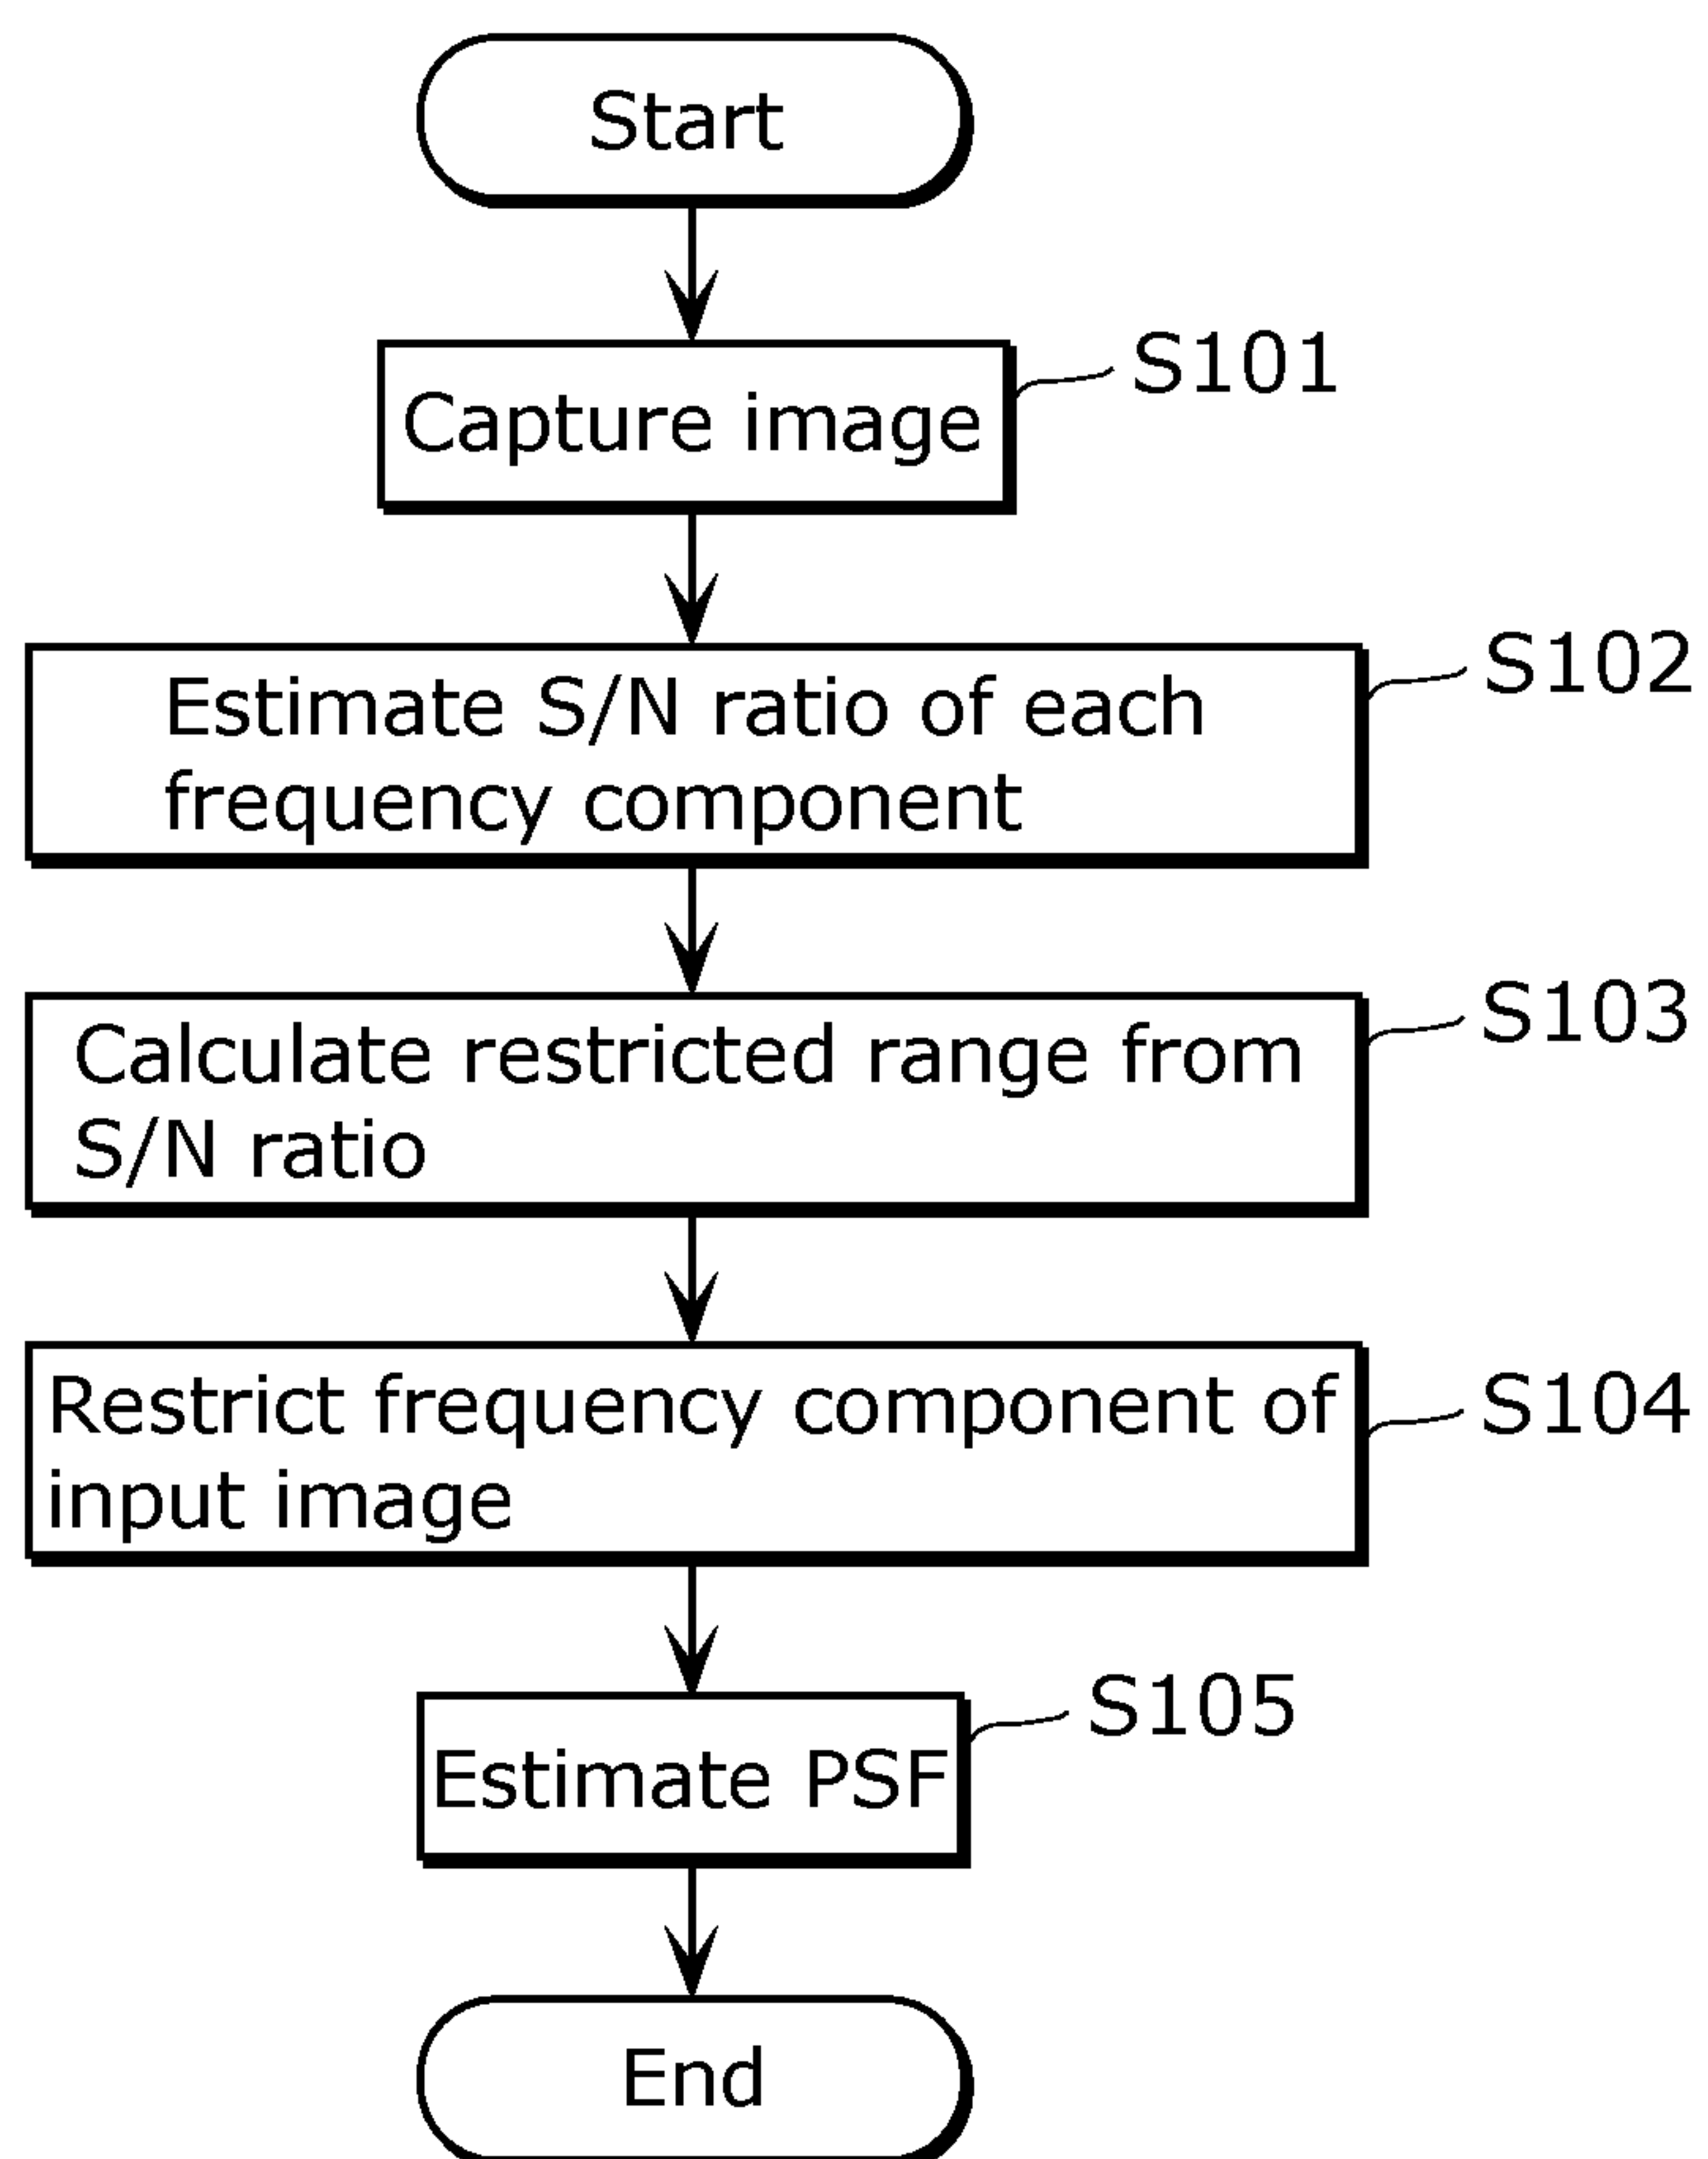 Start
S101
Capture image
S102
Estimate S/N ratio of each
frequency component
S103
Calculate restricted range from
S/N ratio
S104
Restrict frequency component of
input image
S105
Estimate PSF
End